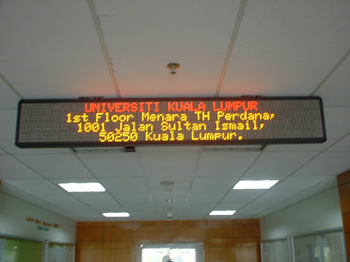 UNIVERSITI KUALA LUMPUR
1st Floor Menara TH Perdana,
1001 Jalan Sultan Ismail,
50250 Kuala Lumpur.